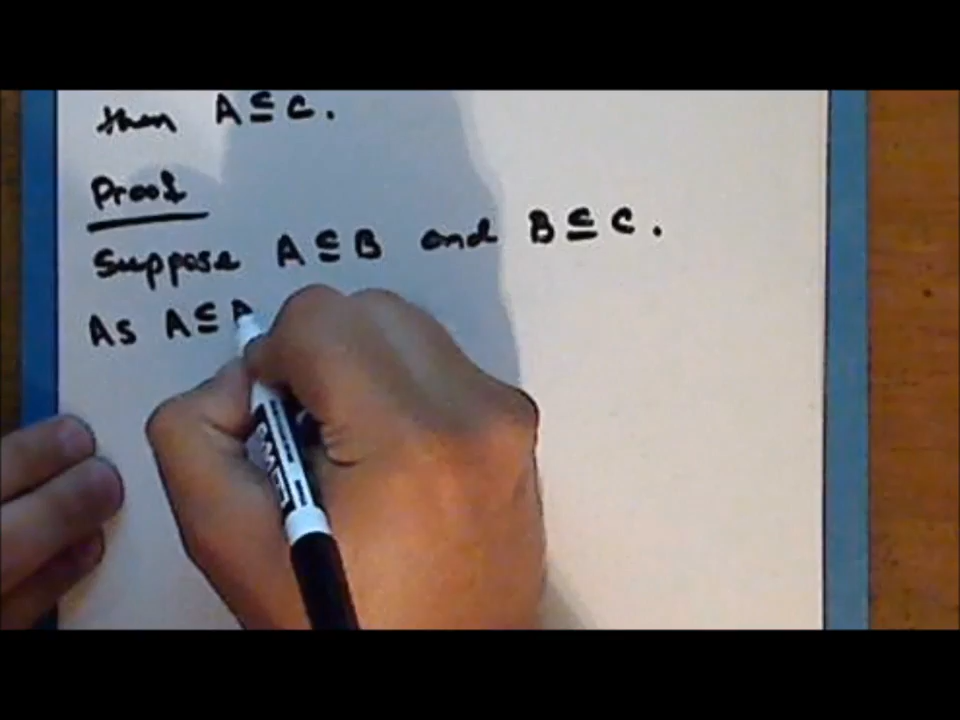 then A ⊆ C.
Proof
Suppose A ⊆ B and B ⊆ C.
As A ⊆